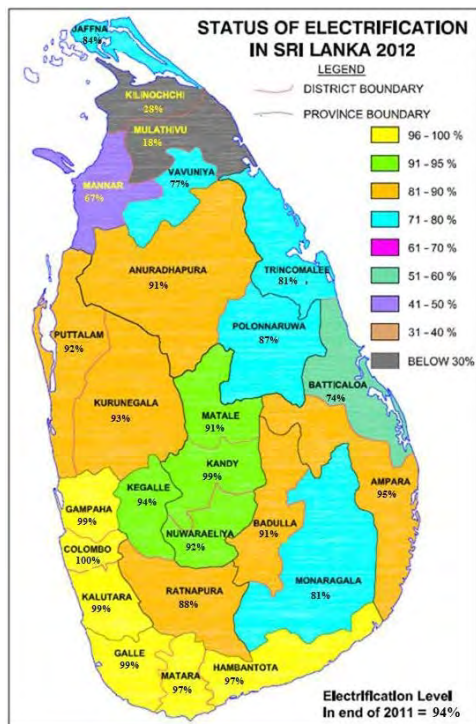 STATUS OF ELECTRIFICATION
IN SRI LANKA 2012
LEGEND
DISTRICT BOUNDARY
PROVINCE BOUNDARY
96 - 100 %
91 - 95%
81 - 90%
71 - 80%
61 - 70%
51 - 60%
41 - 50%
31 - 40%
BELOW 30%
JAFFNA
84%
KILINOCHCHI
28%
MULATHIVU
18%
VAVUNIYA
77%
MANNAR
67%
ANURADHAPURA
91%
TRINCOMALEE
81%
POLONNARUWA
87%
PUTTALAM
92%
BATTICALOA
74%
KURUNEGALA
93%
MATALE
91%
KANDY
99%
KEGALLE
94%
AMPARA
95%
GAMPAHA
99%
NUWARAELIYA
92%
BADULLA
91%
COLOMBO
100%
MONARAGALA
81%
RATNAPURA
88%
KALUTARA
99%
GALLE
99%
MATARA
97%
HAMBANTOTA
97%
Electrification Level
In end of 2011 = 94%